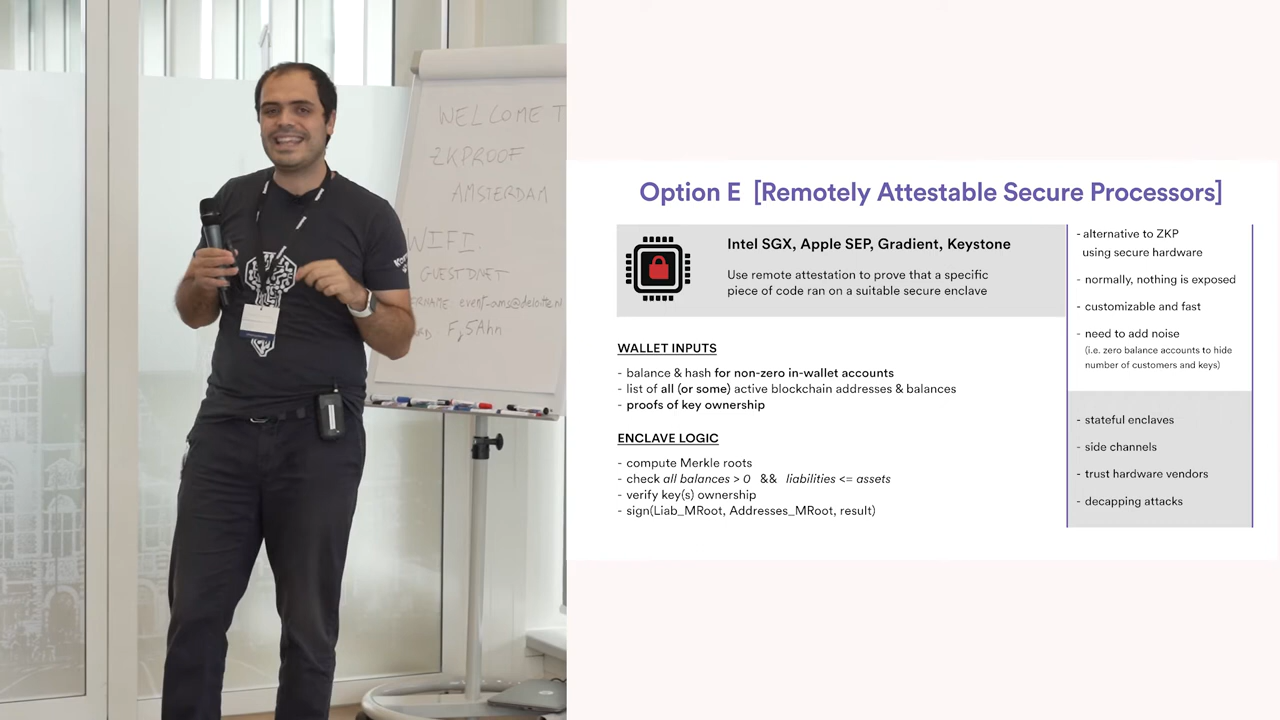 WELCOME T
ZKPROOF
AMSTERDAM
WIFI
GUESTDNET
event-ams@deloitte.nl
Option E [Remotely Attestable Secure Processors]
Intel SGX, Apple SEP, Gradient, Keystone
Use remote attestation to prove that a specific
piece of code ran on a suitable secure enclave
WALLET INPUTS
- balance & hash for non-zero in-wallet accounts
- list of all (or some) active blockchain addresses & balances
- proofs of key ownership
ENCLAVE LOGIC
- compute Merkle roots
- check all balances > 0 && liabilities <= assets
- verify key(s) ownership
- sign(Liab_MRoot, Addresses_MRoot, result)
- alternative to ZKP
using secure hardware
- normally, nothing is exposed
- customizable and fast
- need to add noise
(i.e. zero balance accounts to hide
number of customers and keys)
- stateful enclaves
- side channels
- trust hardware vendors
- decapping attacks